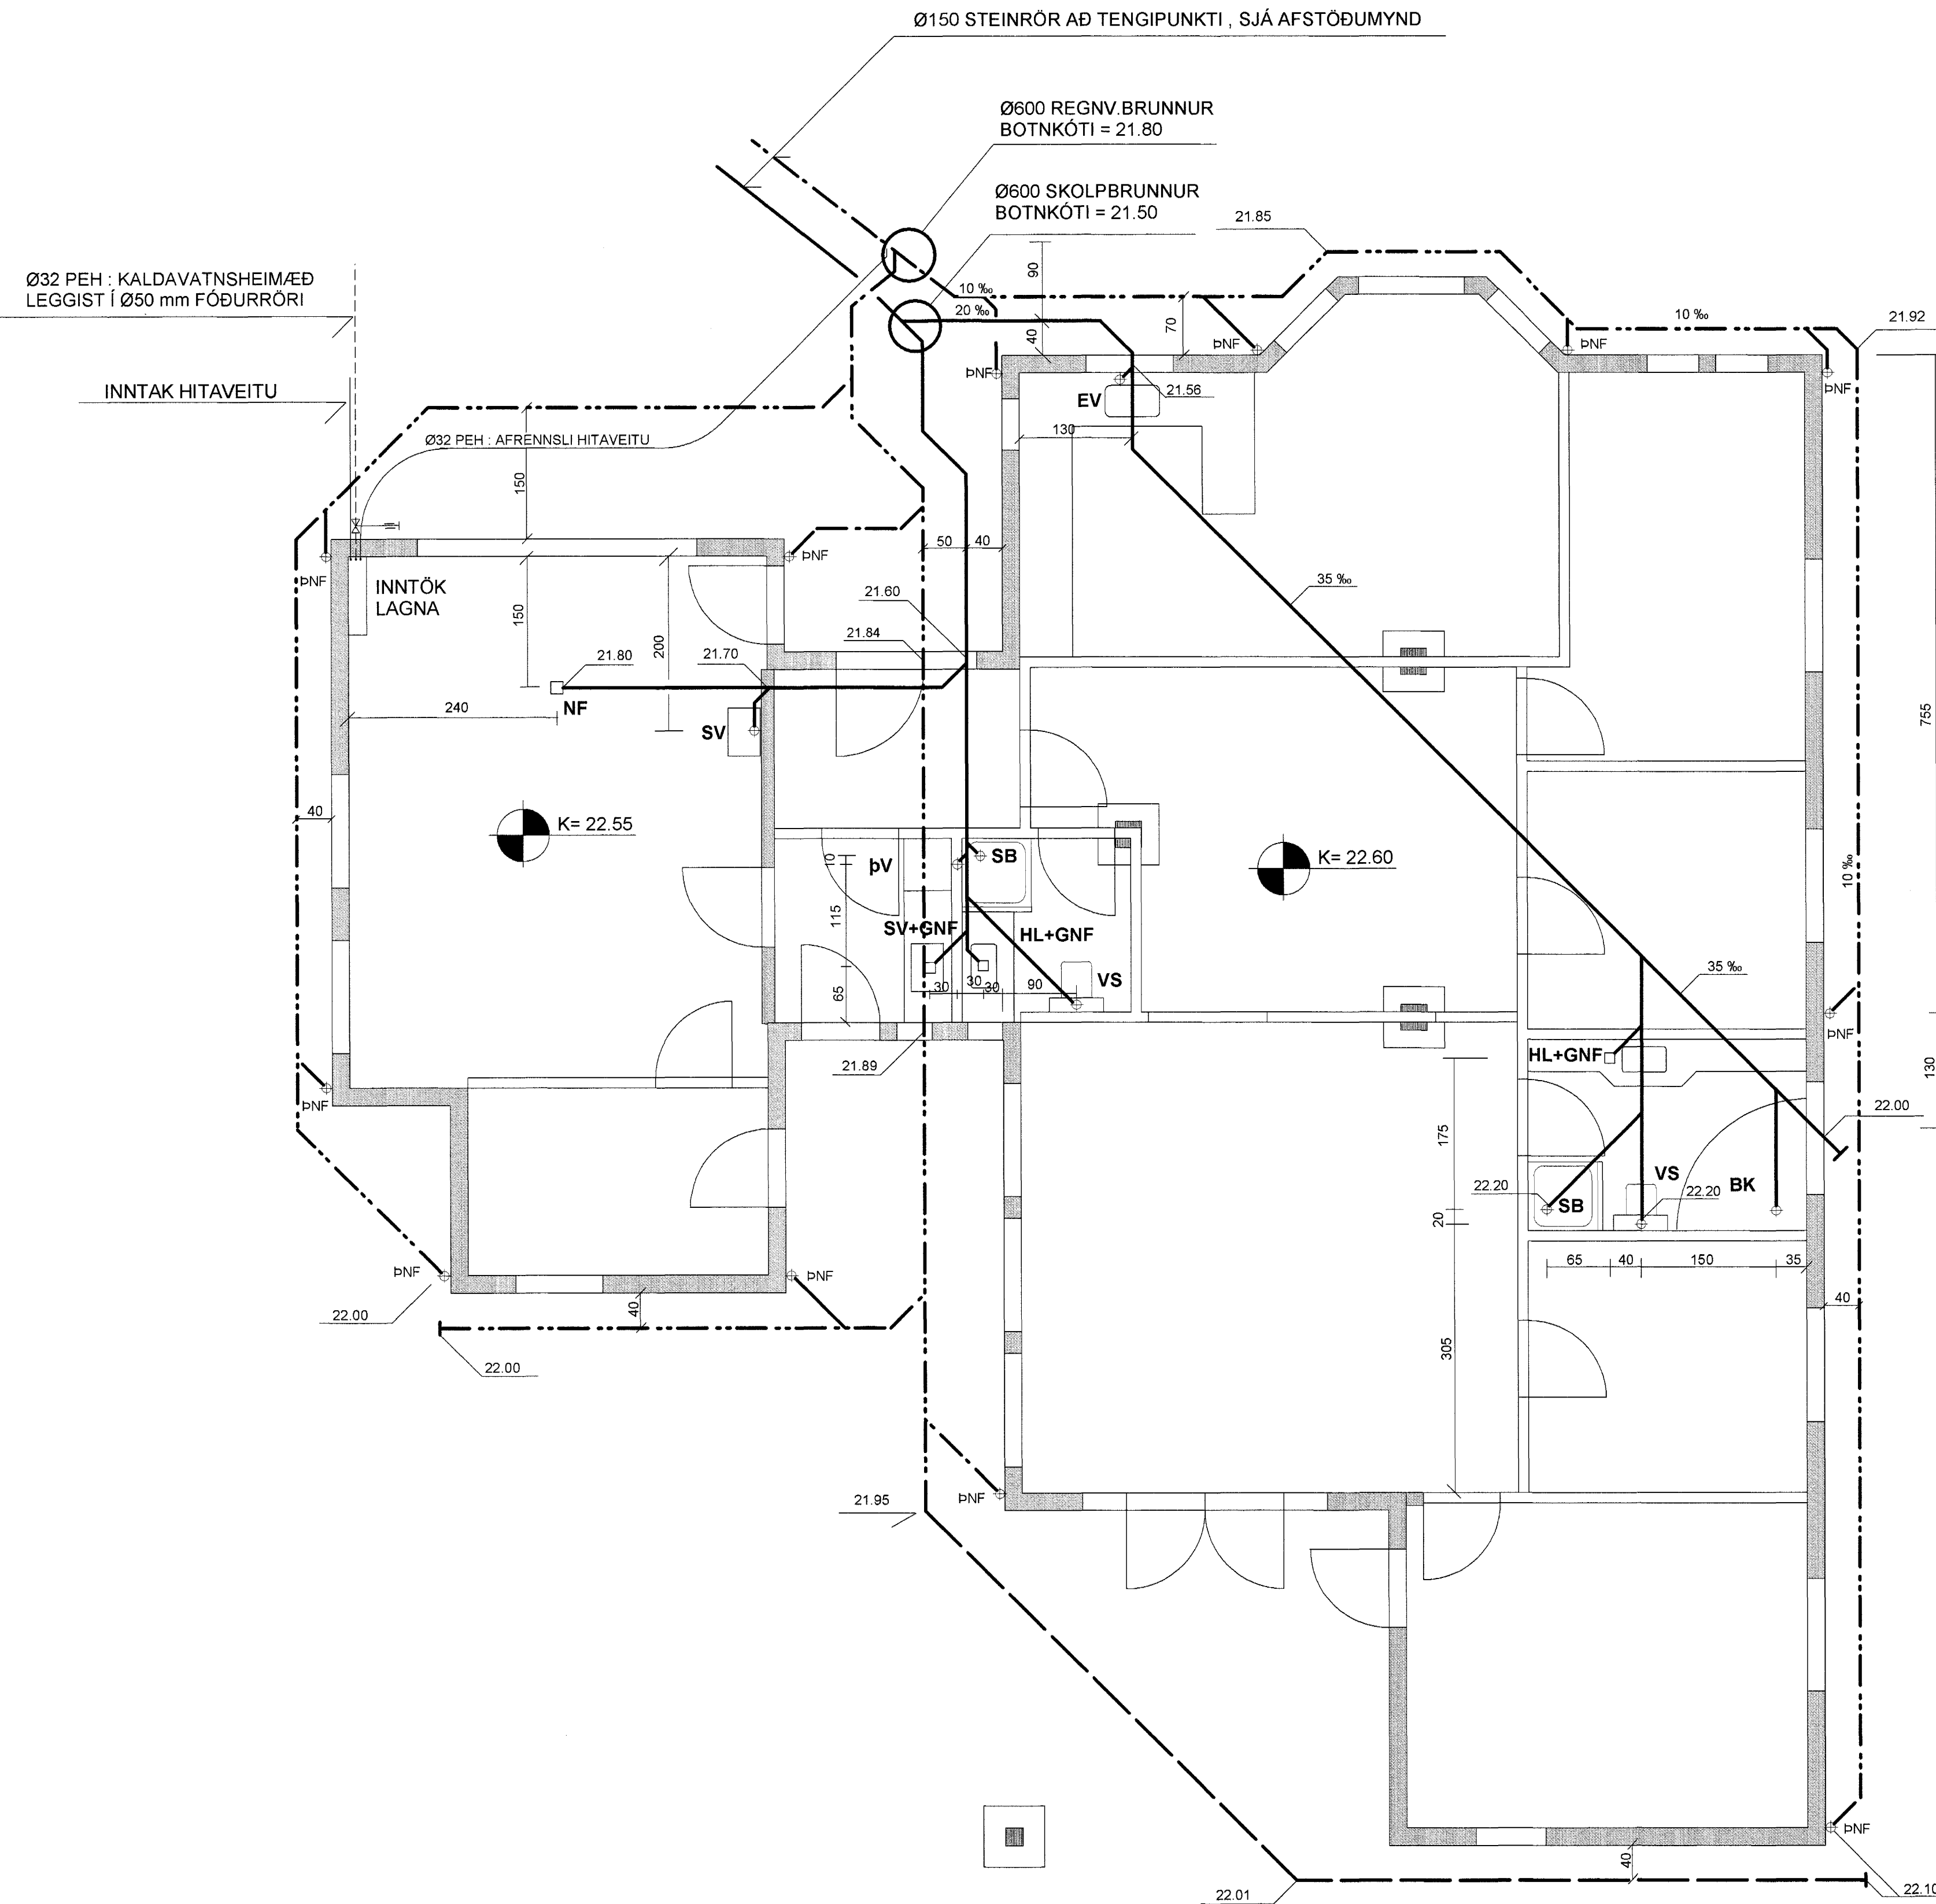 Ø150 STEINRÖR AÐ TENGIPUNKTI , SJÁ AFSTÖÐUMYND
Ø600 REGNV.BRUNNUR
BOTNKÓTI = 21.80
Ø600 SKOLPBRUNNUR
BOTNKÓTI = 21.50
21.85
Ø32 PEH : KALDAVATNSHEIMÆÐ
LEGGIST Í Ø50 mm FÓÐURRÖRI
90
10 ‰
20 ‰
40
70
10 ‰
21.92
ÞNF
ÞNF
ÞNF
ÞNF
INNTAK HITAVEITU
EV
21.56
Ø32 PEH : AFRENNSLI HITAVEITU
130
150
50
40
ÞNF
ÞNF
INNTÖK
LAGNA
150
200
21.60
21.84
35 ‰
21.80
21.70
240
NF
SV
755
40
K= 22.55
K= 22.60
10
þV
SB
115
10 ‰
SV+GNF
HL+GNF
VS
30
30
30
90
65
35 ‰
ÞNF
21.89
HL+GNF
130
ÞNF
22.00
175
VS
22.20
SB
22.20
BK
20
65
40
150
35
ÞNF
ÞNF
22.00
40
40
22.00
305
21.95
ÞNF
ÞNF
40
22.01
22.10